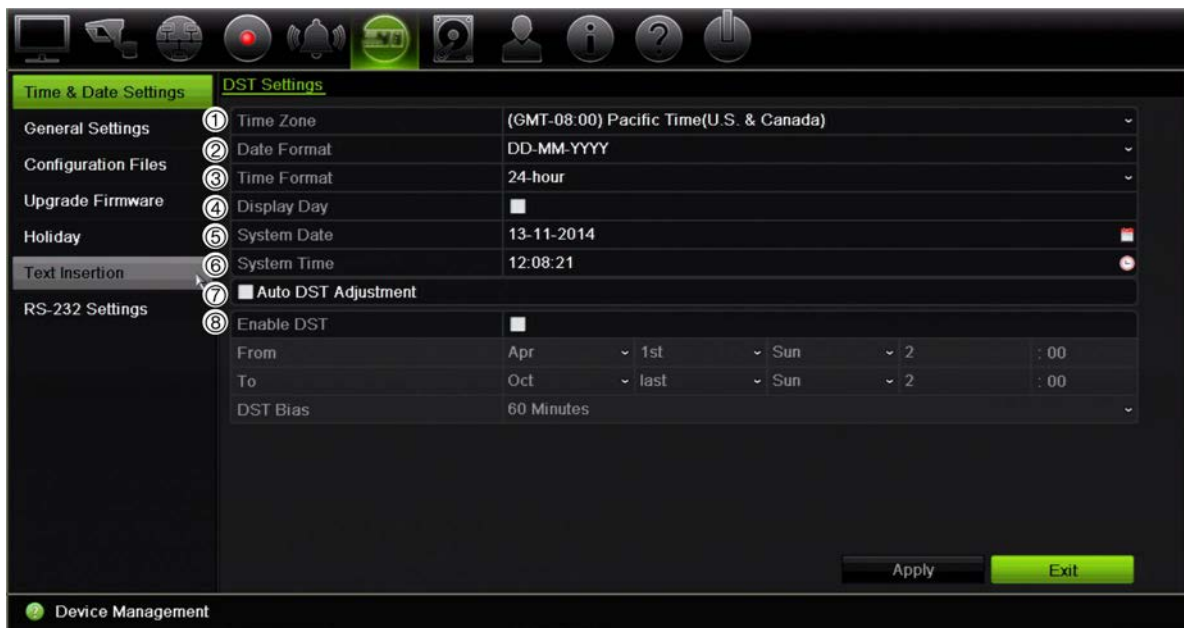 DST Settings
Time & Date Settings
General Settings
Configuration Files
Upgrade Firmware
Holiday
Text Insertion
RS-232 Settings
① Time Zone (GMT-08:00) Pacific Time(U.S. & Canada)
② Date Format DD-MM-YYYY
③ Time Format 24-hour
④ Display Day
⑤ System Date 13-11-2014
⑥ System Time 12:08:21
⑦ Auto DST Adjustment
⑧ Enable DST
From Apr 1st Sun 2 : 00
To Oct last Sun 2 : 00
DST Bias 60 Minutes
Apply Exit
? Device Management